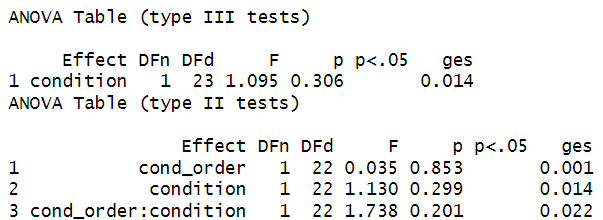 ANOVA Table (type III tests)
Effect DFn DFd F p p<.05 ges
1 condition 1 23 1.095 0.306 0.014
ANOVA Table (type II tests)
Effect DFn DFd F p p<.05 ges
1 cond_order 1 22 0.035 0.853 0.001
2 condition 1 22 1.130 0.299 0.014
3 cond_order:condition 1 22 1.738 0.201 0.022